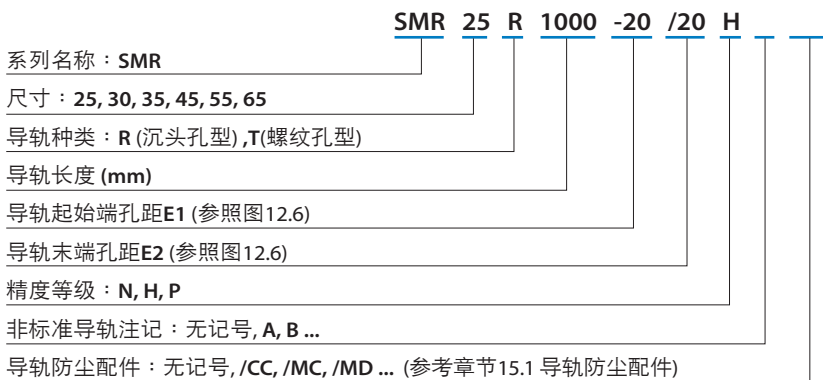 SMR 25 R 1000 -20 /20 H
系列名称：SMR
尺寸：25, 30, 35, 45, 55, 65
导轨种类：R (沉头孔型) ,T(螺纹孔型)
导轨长度 (mm)
导轨起始端孔距E1 (参照图12.6)
导轨末端孔距E2 (参照图12.6)
精度等级：N, H, P
非标准导轨注记：无记号, A, B ...
导轨防尘配件：无记号, /CC, /MC, /MD ... (参考章节15.1 导轨防尘配件)